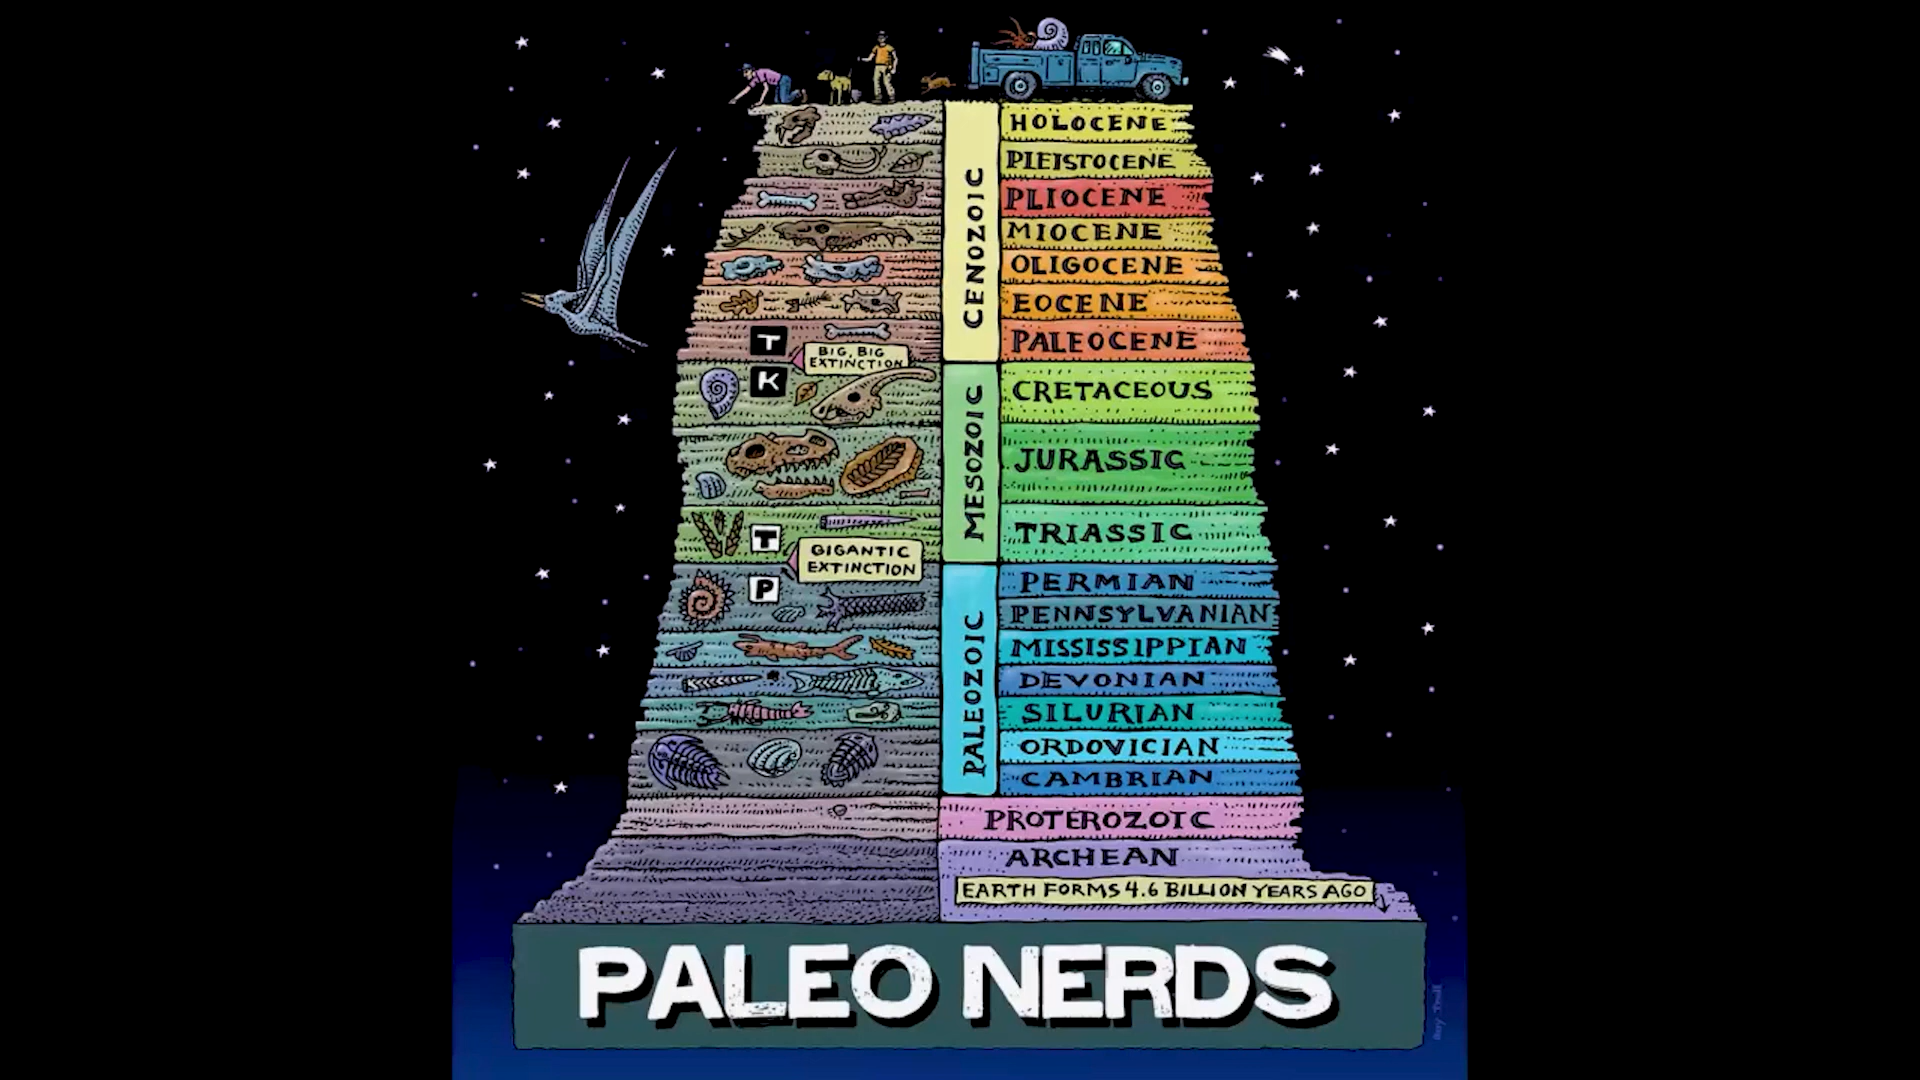 HOLOCENE
PLEISTOCENE
PLIOCENE
MIOCENE
OLIGOCENE
EOCENE
PALEOCENE
CENOZOIC
T
BIG, BIG
EXTINCTION
K
CRETACEOUS
JURASSIC
TRIASSIC
MESOZOIC
T
GIGANTIC
EXTINCTION
P
PERMIAN
PENNSYLVANIAN
MISSISSIPPIAN
DEVONIAN
SILURIAN
ORDOVICIAN
CAMBRIAN
PALEOZOIC
PROTEROZOIC
ARCHEAN
EARTH FORMS 4.6 BILLION YEARS AGO
PALEO NERDS